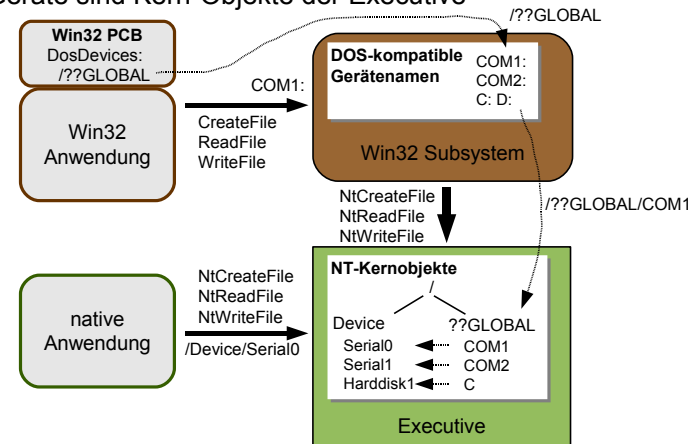 Geräte sind Kern-Objekte der Executive
/??GLOBAL
Win32 PCB
DosDevices:
/??GLOBAL
Win32
Anwendung
COM1:
CreateFile
ReadFile
WriteFile
DOS-kompatible
Gerätenamen
COM1:
COM2:
C: D:
Win32 Subsystem
NtCreateFile
NtReadFile
NtWriteFile
/??GLOBAL/COM1
native
Anwendung
NtCreateFile
NtReadFile
NtWriteFile
/Device/Serial0
NT-Kernobjekte
/
Device ??GLOBAL
Serial0 COM1
Serial1 COM2
Harddisk1 C
Executive